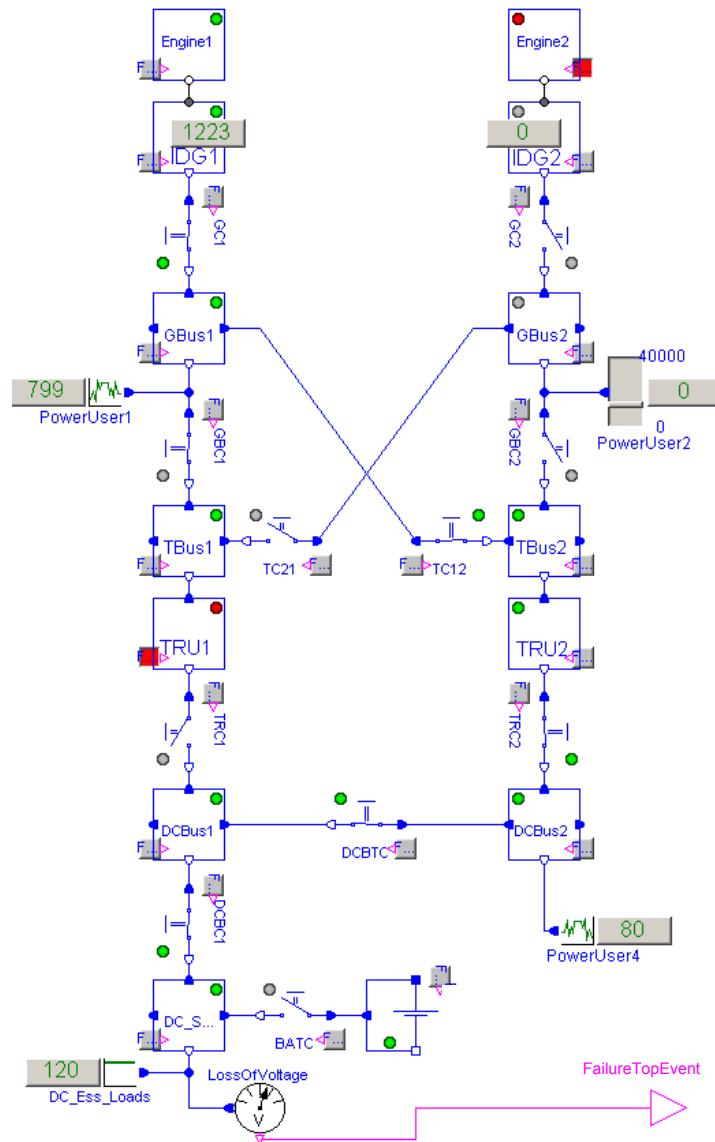 Engine1
Engine2
F...
F...
1223
0
IDG1
IDG2
F...
F...
F...
F...
GC1
GC2
GBus1
GBus2
F...
F...
40000
799
0
PowerUser1
0
PowerUser2
F...
F...
GBC1
GBC2
TBus1
TBus2
F...
F...
TC21
F...
F...
TC12
TRU1
TRU2
F...
F...
F...
F...
TRC1
TRC2
DCBus1
DCBus2
F...
F...
DCBTC
F...
F...
DCBC1
80
PowerUser4
DC_S...
F...
BATC
F...
F...
120
DC_Ess_Loads
LossOfVoltage
V
FailureTopEvent